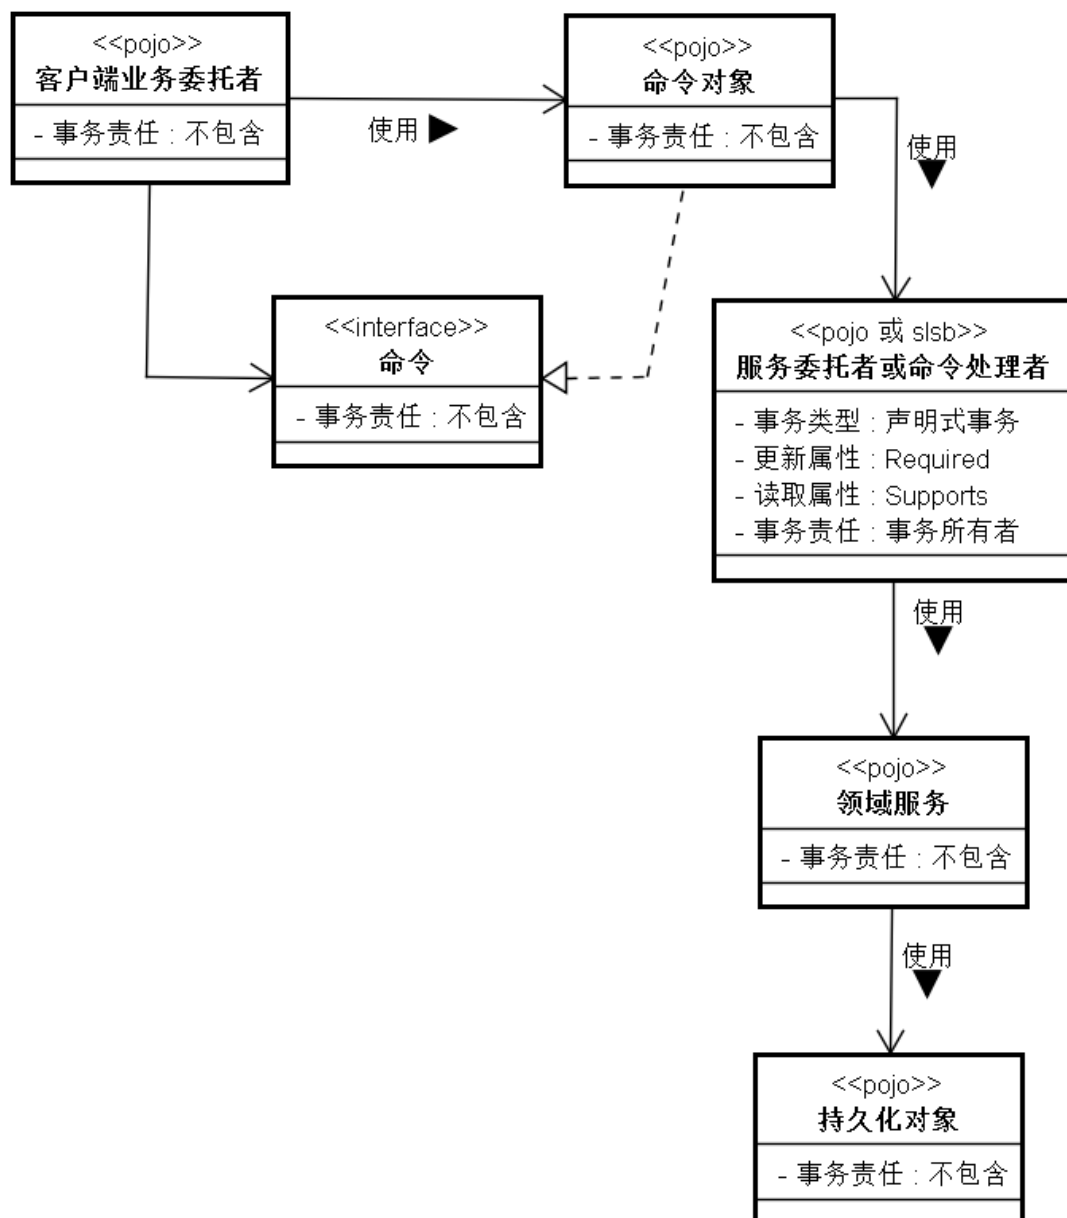 <<pojo>>
客户端业务委托者
- 事务责任 : 不包含
使用
<<pojo>>
命令对象
- 事务责任 : 不包含
使用
<<interface>>
命令
- 事务责任 : 不包含
<<pojo 或 slsb>>
服务委托者或命令处理者
- 事务类型 : 声明式事务
- 更新属性 : Required
- 读取属性 : Supports
- 事务责任 : 事务所有者
使用
<<pojo>>
领域服务
- 事务责任 : 不包含
使用
<<pojo>>
持久化对象
- 事务责任 : 不包含